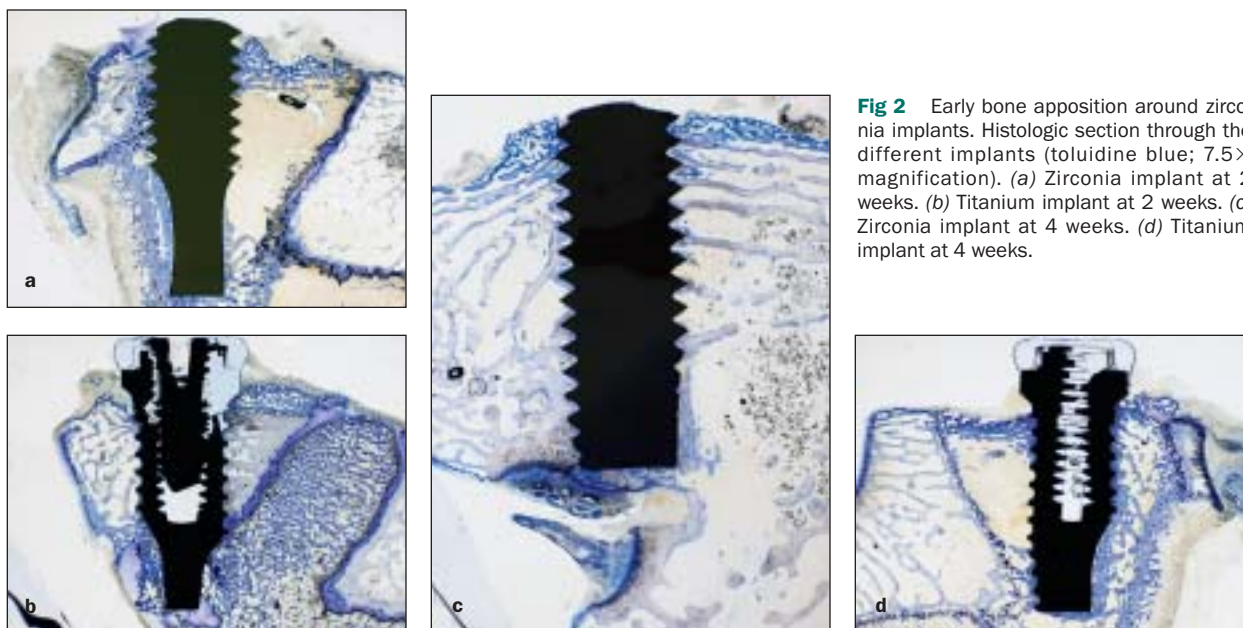 a
b
c
Fig 2 Early bone apposition around zirco
nia implants. Histologic section through the
different implants (toluidine blue; 7.5×
magnification). (a) Zirconia implant at 2
weeks. (b) Titanium implant at 2 weeks. (c
Zirconia implant at 4 weeks. (d) Titanium
implant at 4 weeks.
d